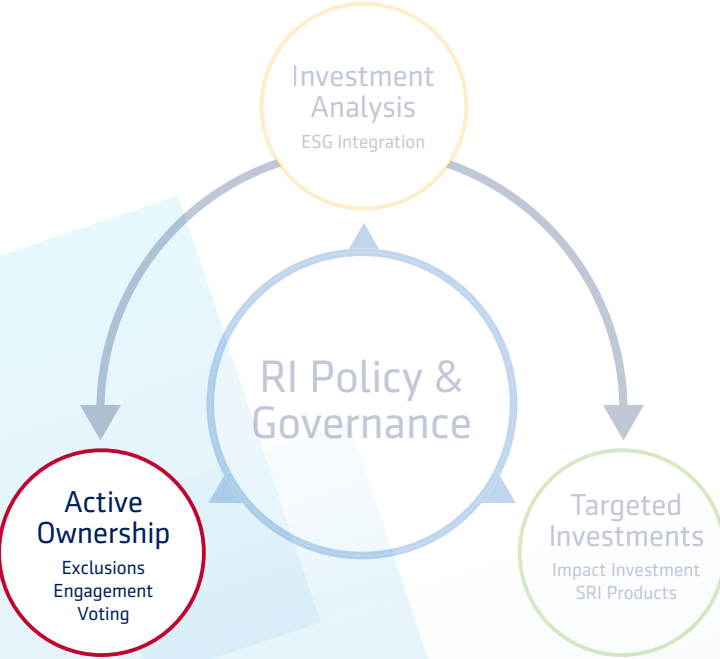 Investment
Analysis
ESG Integration
RI Policy &
Governance
Active
Ownership
Exclusions
Engagement
Voting
Targeted
Investments
Impact Investment
SRI Products